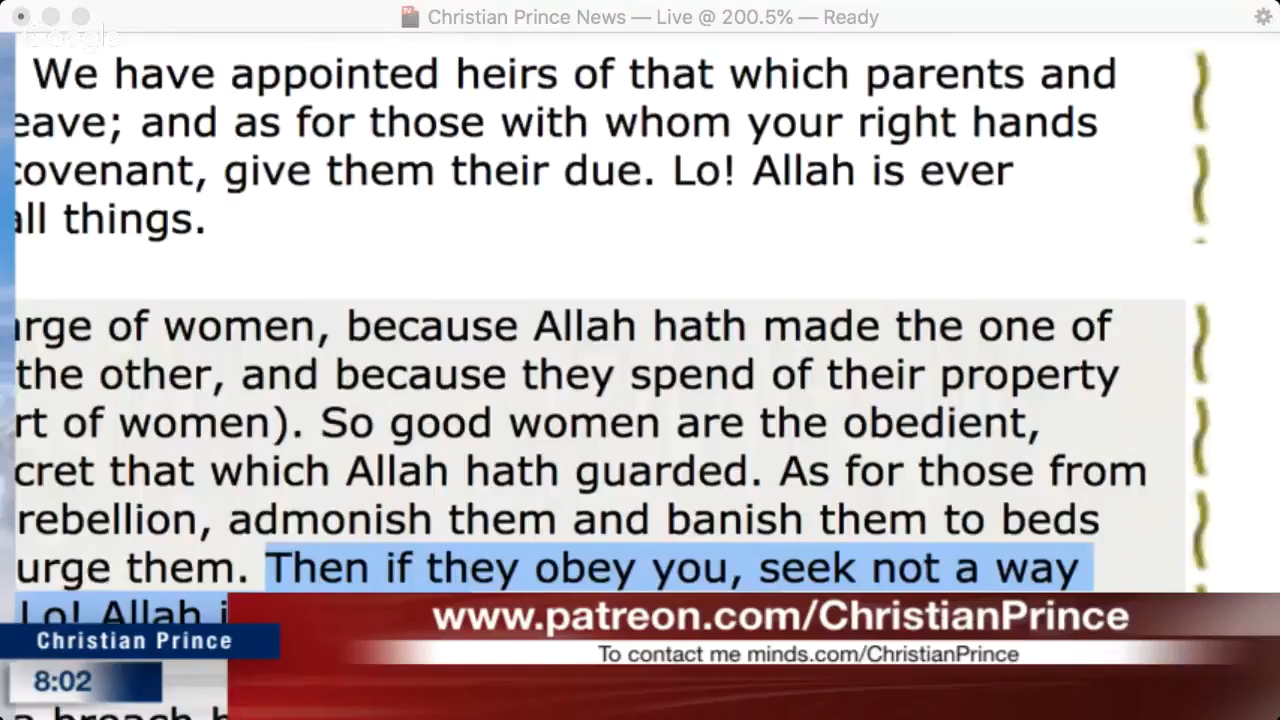 Christian Prince News — Live @ 200.5% — Ready
Google
We have appointed heirs of that which parents and
eave; and as for those with whom your right hands
covenant, give them their due. Lo! Allah is ever
all things.
arge of women, because Allah hath made the one of
the other, and because they spend of their property
rt of women). So good women are the obedient,
cret that which Allah hath guarded. As for those from
rebellion, admonish them and banish them to beds
urge them. Then if they obey you, seek not a way
Lo! Allah i
www.patreon.com/ChristianPrince
Christian Prince
To contact me minds.com/ChristianPrince
8:02
a breach b